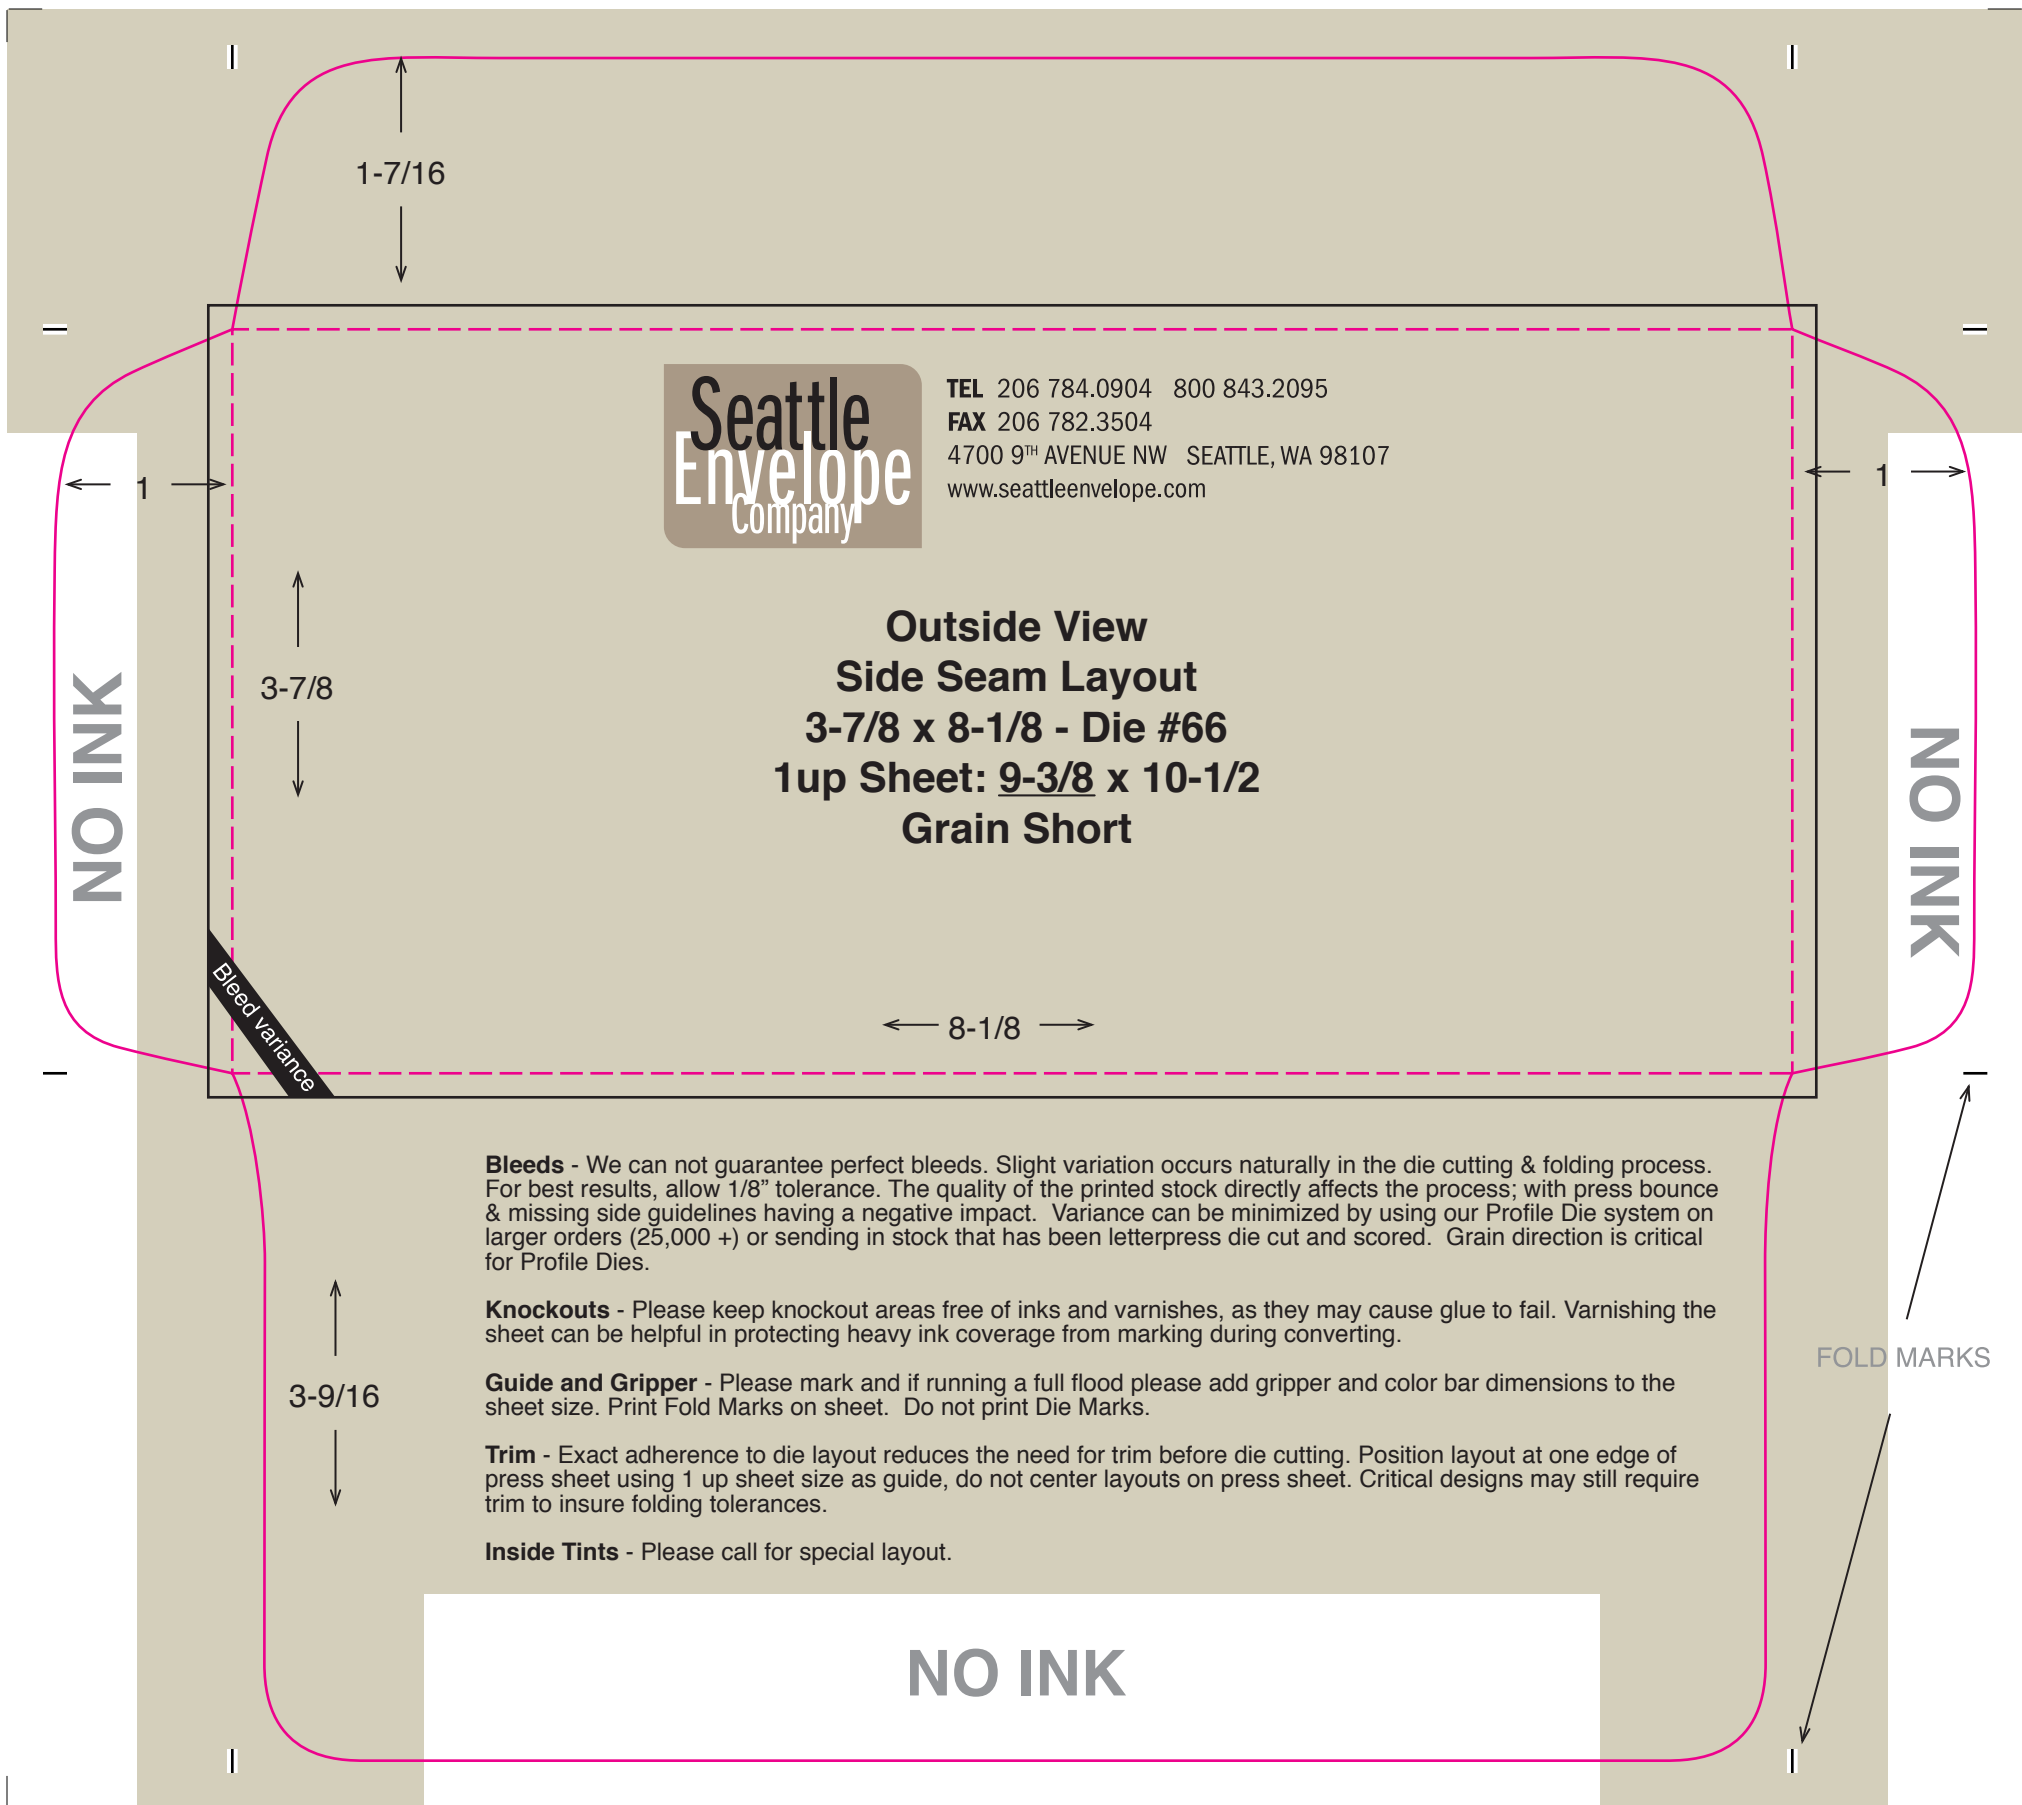 1-7/16
Seattle
Envelope
Company
TEL 206 784.0904 800 843.2095
FAX 206 782.3504
4700 9TH AVENUE NW SEATTLE, WA 98107
www.seattleenvelope.com
1
1
3-7/8
NO INK
NO INK
Outside View
Side Seam Layout
3-7/8 x 8-1/8 - Die #66
1up Sheet: 9-3/8 x 10-1/2
Grain Short
Bleed variance
8-1/8
Bleeds - We can not guarantee perfect bleeds. Slight variation occurs naturally in the die cutting & folding process.
For best results, allow 1/8” tolerance. The quality of the printed stock directly affects the process; with press bounce
& missing side guidelines having a negative impact.  Variance can be minimized by using our Profile Die system on
larger orders (25,000 +) or sending in stock that has been letterpress die cut and scored.  Grain direction is critical
for Profile Dies.
Knockouts - Please keep knockout areas free of inks and varnishes, as they may cause glue to fail. Varnishing the
sheet can be helpful in protecting heavy ink coverage from marking during converting.
Guide and Gripper - Please mark and if running a full flood please add gripper and color bar dimensions to the
sheet size. Print Fold Marks on sheet.  Do not print Die Marks.
Trim - Exact adherence to die layout reduces the need for trim before die cutting. Position layout at one edge of
press sheet using 1 up sheet size as guide, do not center layouts on press sheet. Critical designs may still require
trim to insure folding tolerances.
Inside Tints - Please call for special layout.
3-9/16
FOLD MARKS
NO INK